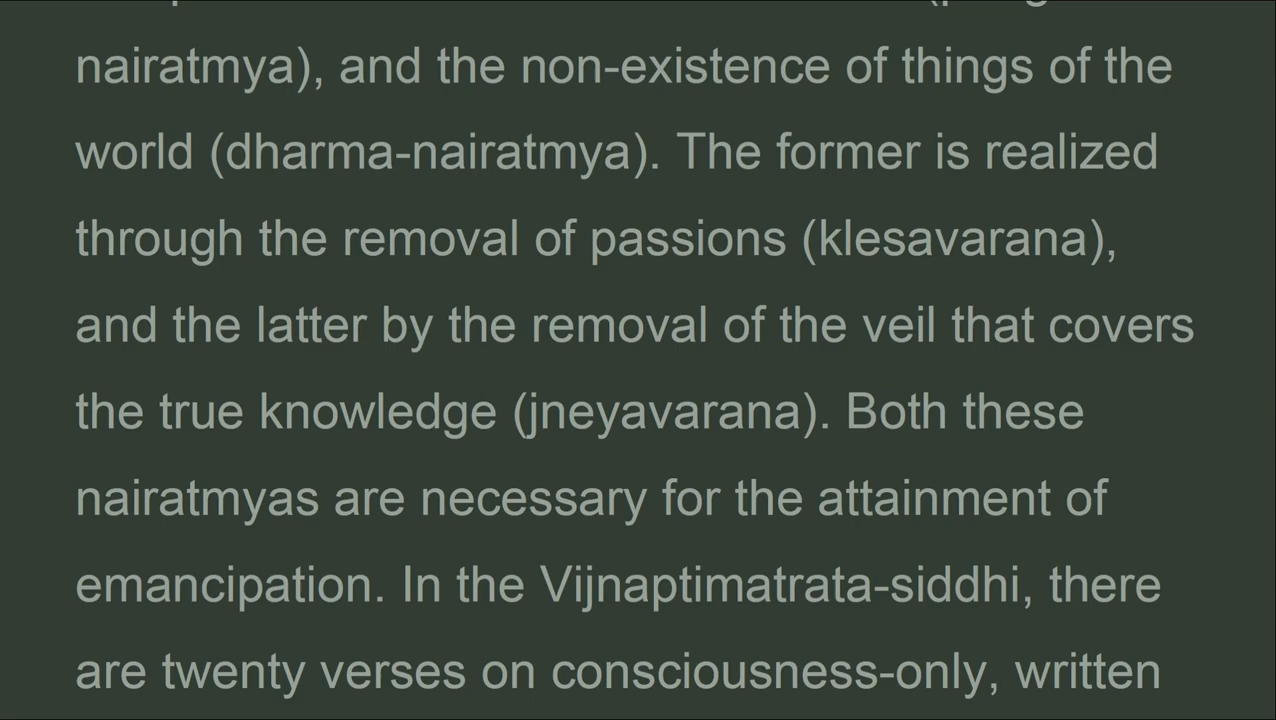 nairatmya), and the non-existence of things of the
world (dharma-nairatmya). The former is realized
through the removal of passions (klesavarana),
and the latter by the removal of the veil that covers
the true knowledge (jneyavarana). Both these
nairatmyas are necessary for the attainment of
emancipation. In the Vijnaptimatrata-siddhi, there
are twenty verses on consciousness-only, written